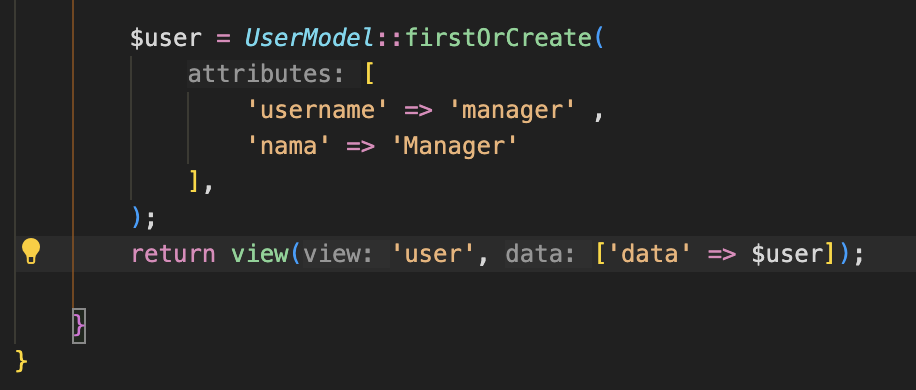 $user = UserModel::firstOrCreate(
attributes: [
'username' => 'manager' ,
'nama' => 'Manager'
],
);
return view(view: 'user', data: ['data' => $user]);
}
}